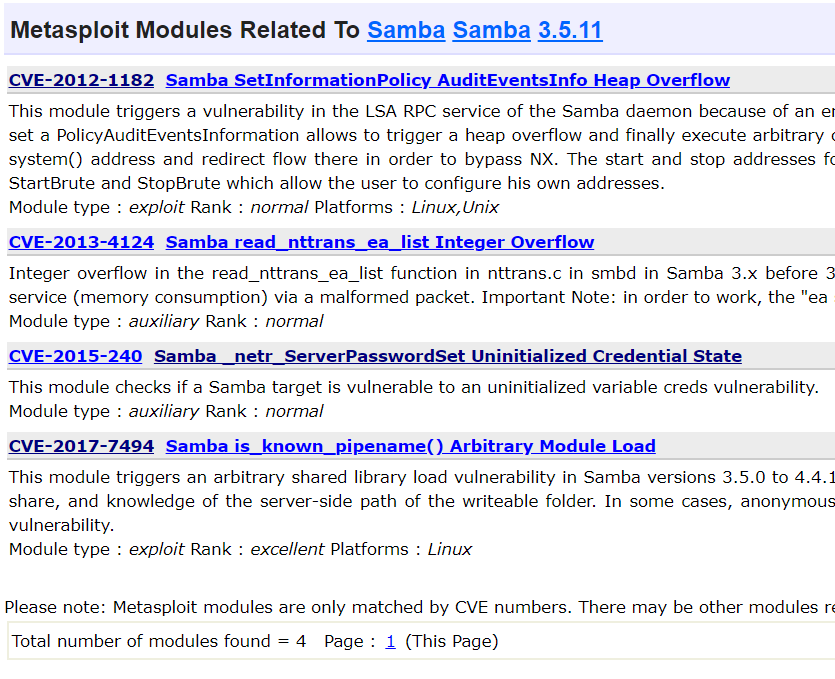 Metasploit Modules Related To Samba Samba 3.5.11
CVE-2012-1182 Samba SetInformationPolicy AuditEventsInfo Heap Overflow
This module triggers a vulnerability in the LSA RPC service of the Samba daemon because of an
set a PolicyAuditEventsInformation allows to trigger a heap overflow and finally execute arbitrary
system() address and redirect flow there in order to bypass NX. The start and stop addresses
StartBrute and StopBrute which allow the user to configure his own addresses.
Module type : exploit Rank : normal Platforms : Linux,Unix
CVE-2013-4124 Samba read_nttrans_ea_list Integer Overflow
Integer overflow in the read_nttrans_ea_list function in nttrans.c in smbd in Samba 3.x before 3
service (memory consumption) via a malformed packet. Important Note: in order to work, the "ea
Module type : auxiliary Rank : normal
CVE-2015-240 Samba _netr_ServerPasswordSet Uninitialized Credential State
This module checks if a Samba target is vulnerable to an uninitialized variable creds vulnerability.
Module type : auxiliary Rank : normal
CVE-2017-7494 Samba is_known_pipename() Arbitrary Module Load
This module triggers an arbitrary shared library load vulnerability in Samba versions 3.5.0 to 4.4.1
share, and knowledge of the server-side path of the writeable folder. In some cases, anonymous
vulnerability.
Module type : exploit Rank : excellent Platforms : Linux
Please note: Metasploit modules are only matched by CVE numbers. There may be other modules
Total number of modules found = 4 Page : 1 (This Page)